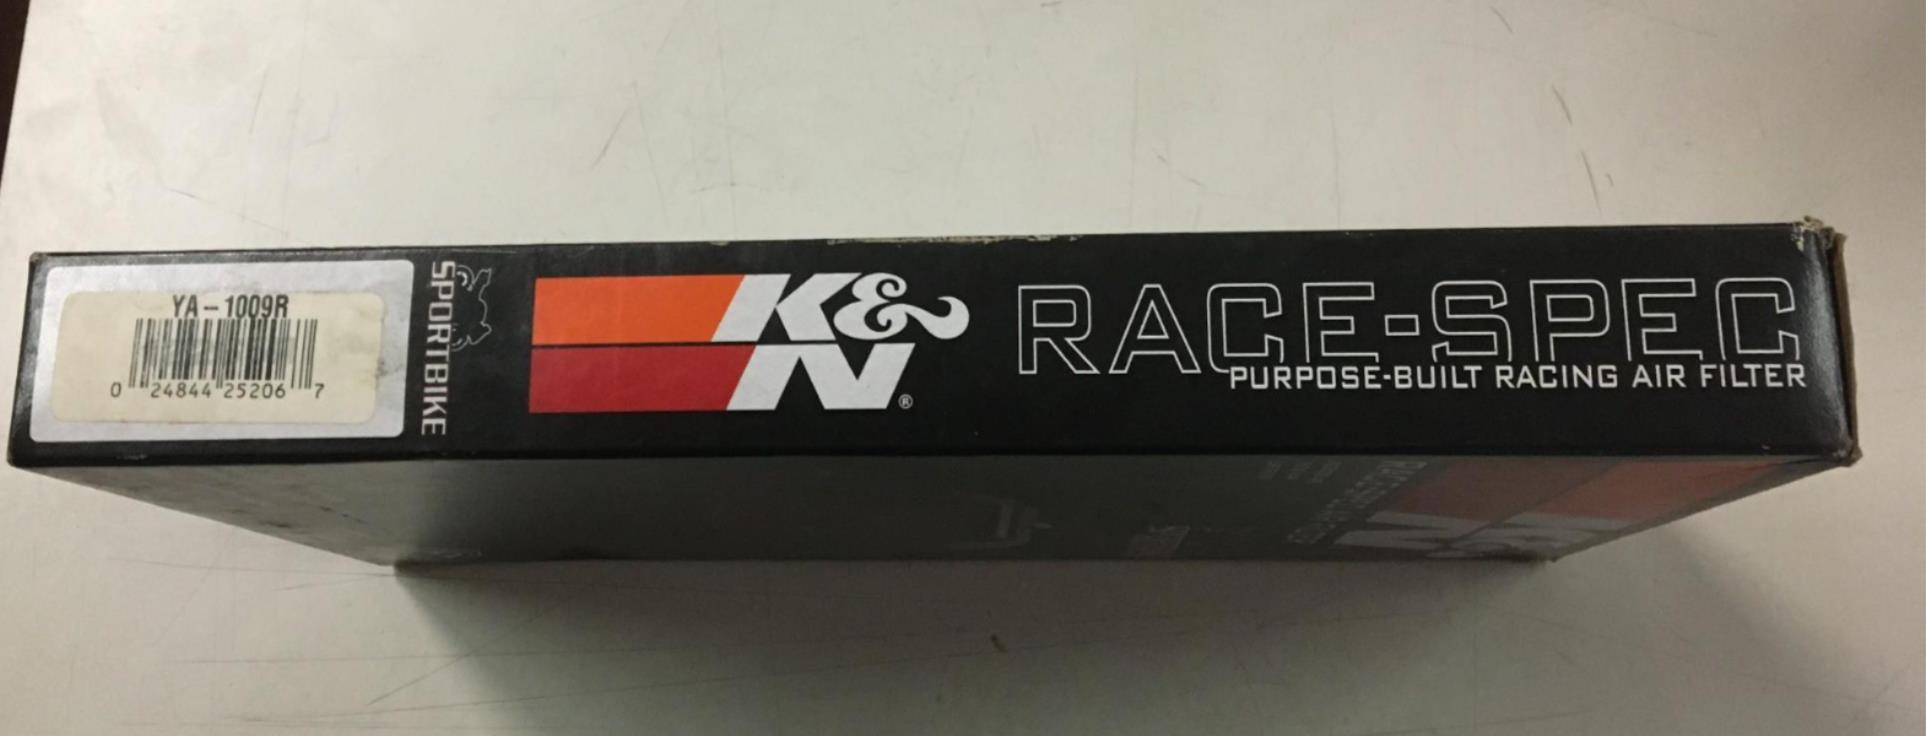 YA-1009R
0 24844 25206 7
SPORTBIKE
K&N®
RACE-SPEC
PURPOSE-BUILT RACING AIR FILTER